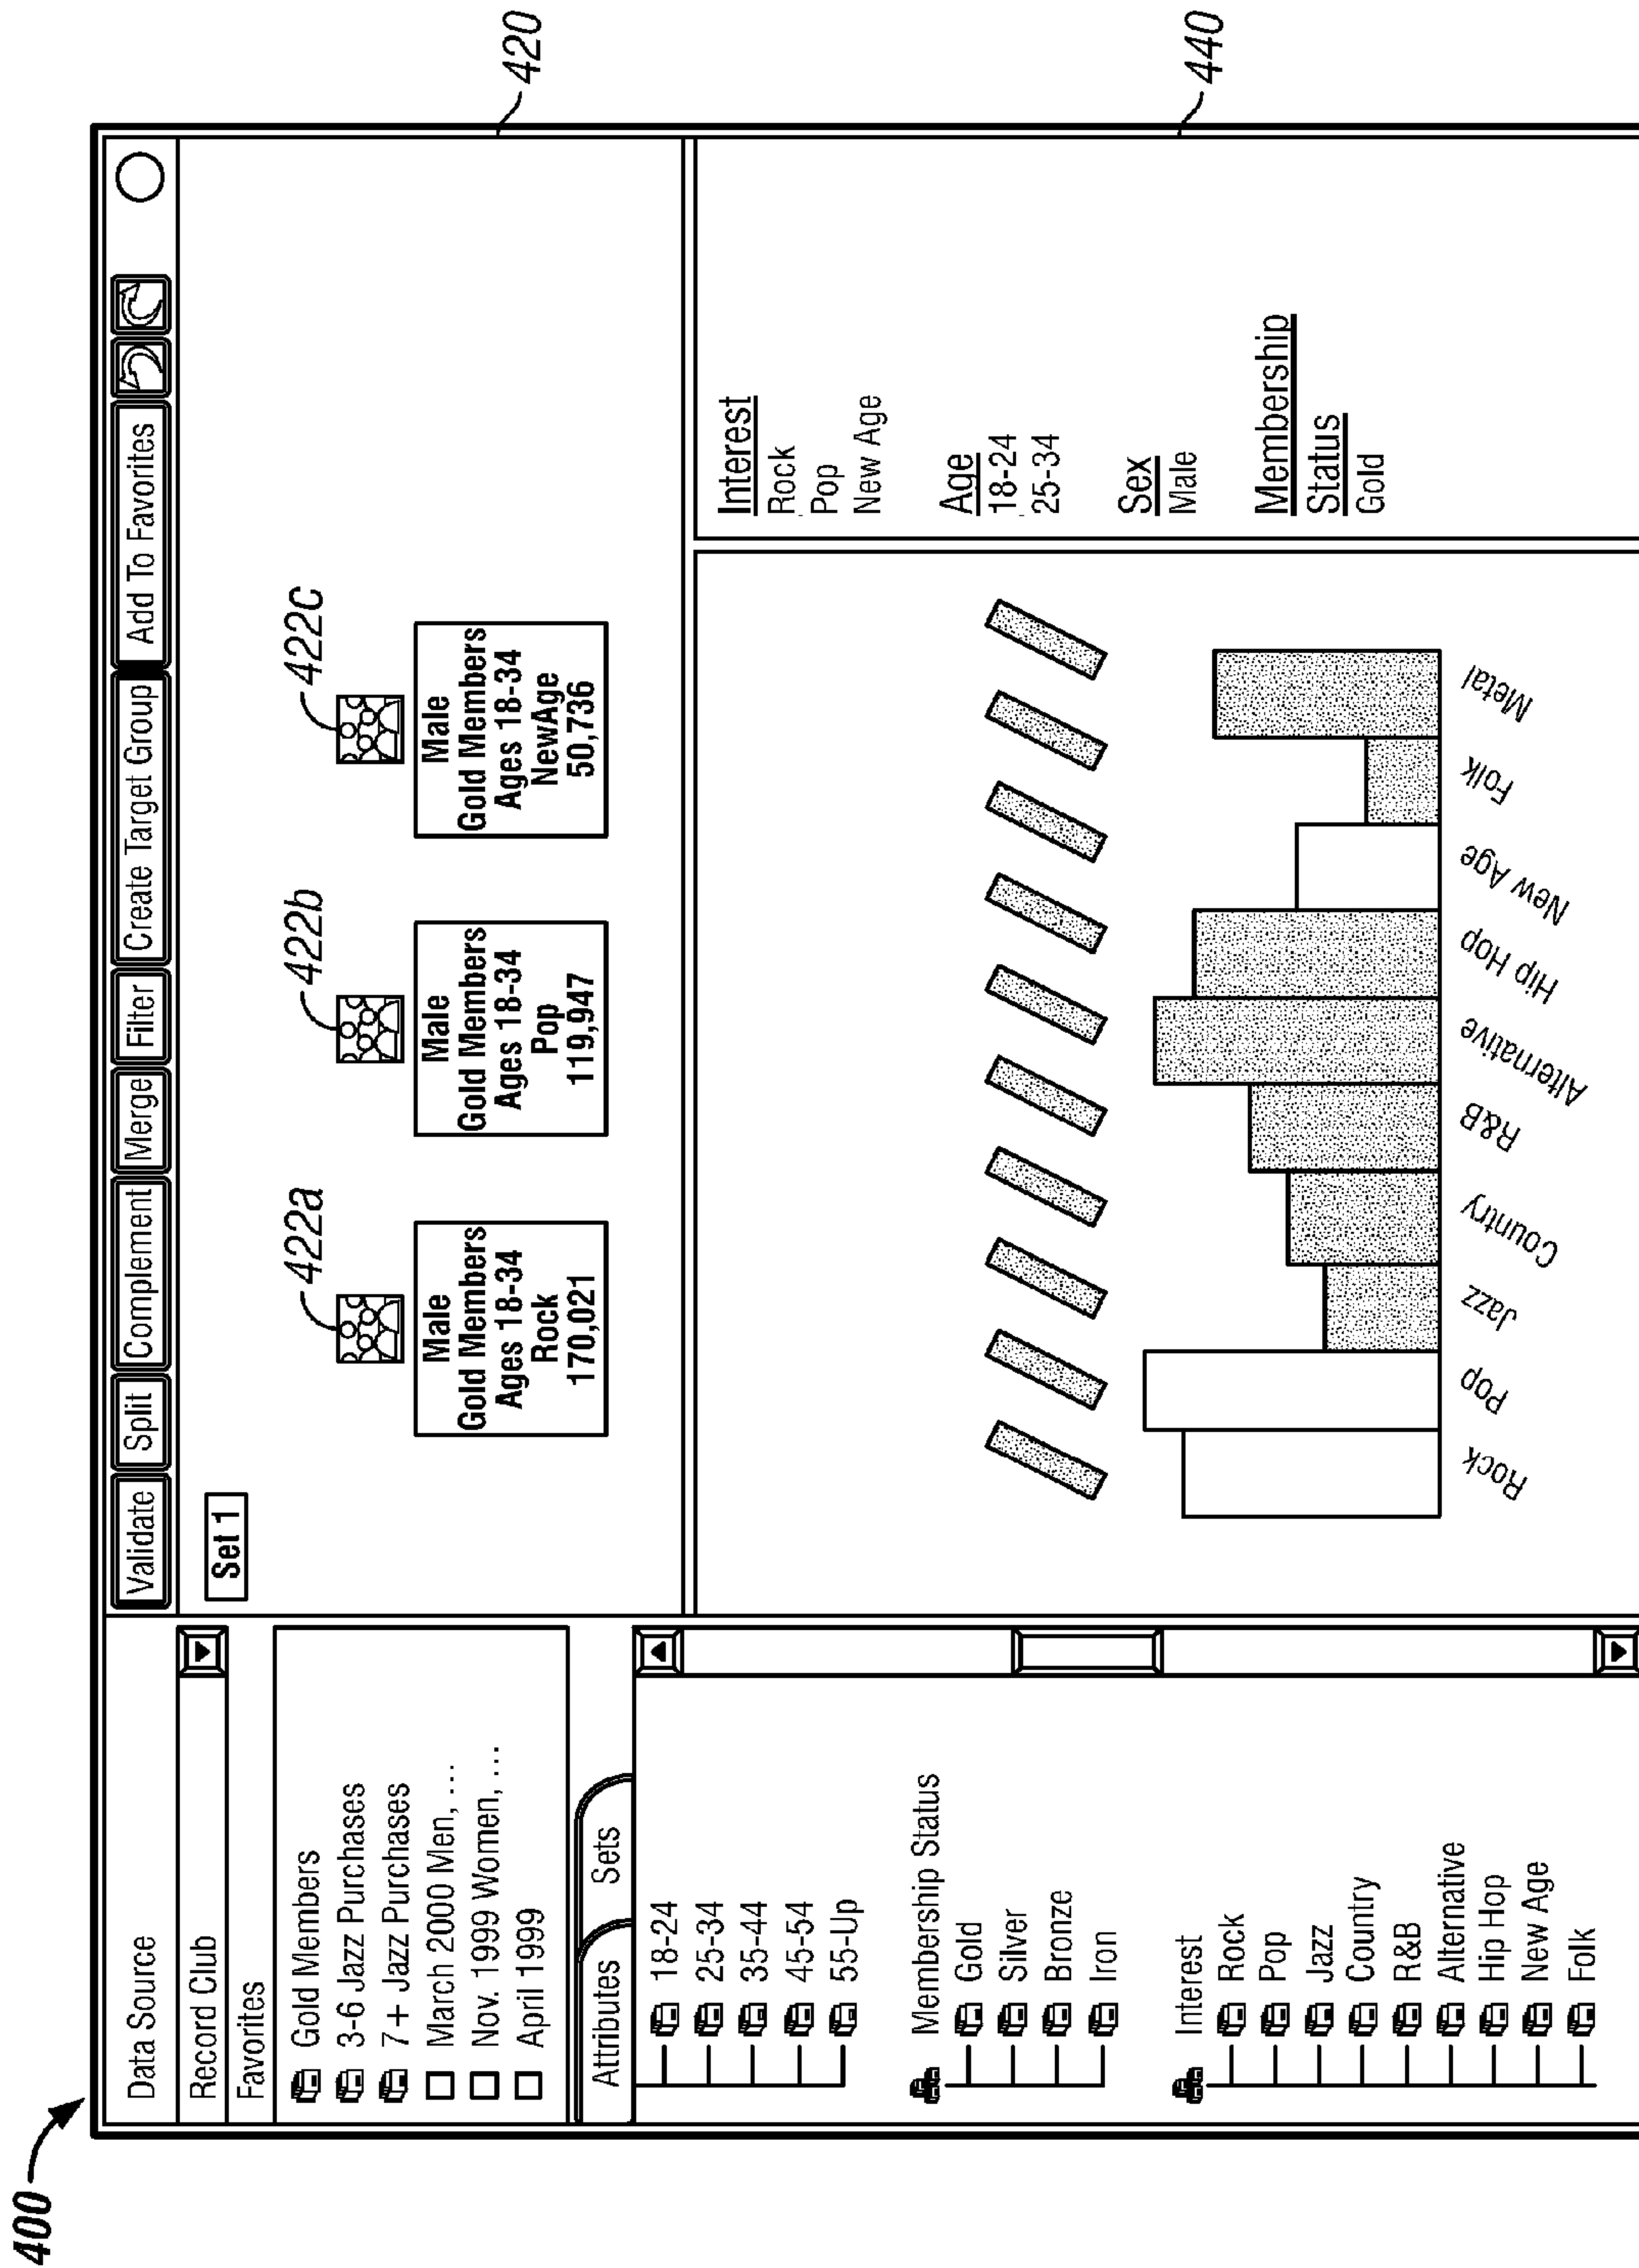 400
Data Source
Record Club
Favorites
Gold Members
3-6 Jazz Purchases
7+ Jazz Purchases
March 2000 Men, ...
Nov. 1999 Women, ...
April 1999
Attributes
Sets
18-24
25-34
35-44
45-54
55-Up
Membership Status
Gold
Silver
Bronze
Iron
Interest
Rock
Pop
Jazz
Country
R&B
Alternative
Hip Hop
New Age
Folk
Validate
Split
Complement
Merge
Filter
Create Target Group
Add To Favorites
Set 1
422a
Male
Gold Members
Ages 18-34
Rock
170,021
422b
Male
Gold Members
Ages 18-34
Pop
119,947
422c
Male
Gold Members
Ages 18-34
NewAge
50,736
420
Rock
Pop
Jazz
Country
R&B
Alternative
Hip Hop
New Age
Folk
Metal
Interest
Rock
Pop
New Age
Age
18-24
25-34
Sex
Male
Membership
Status
Gold
440